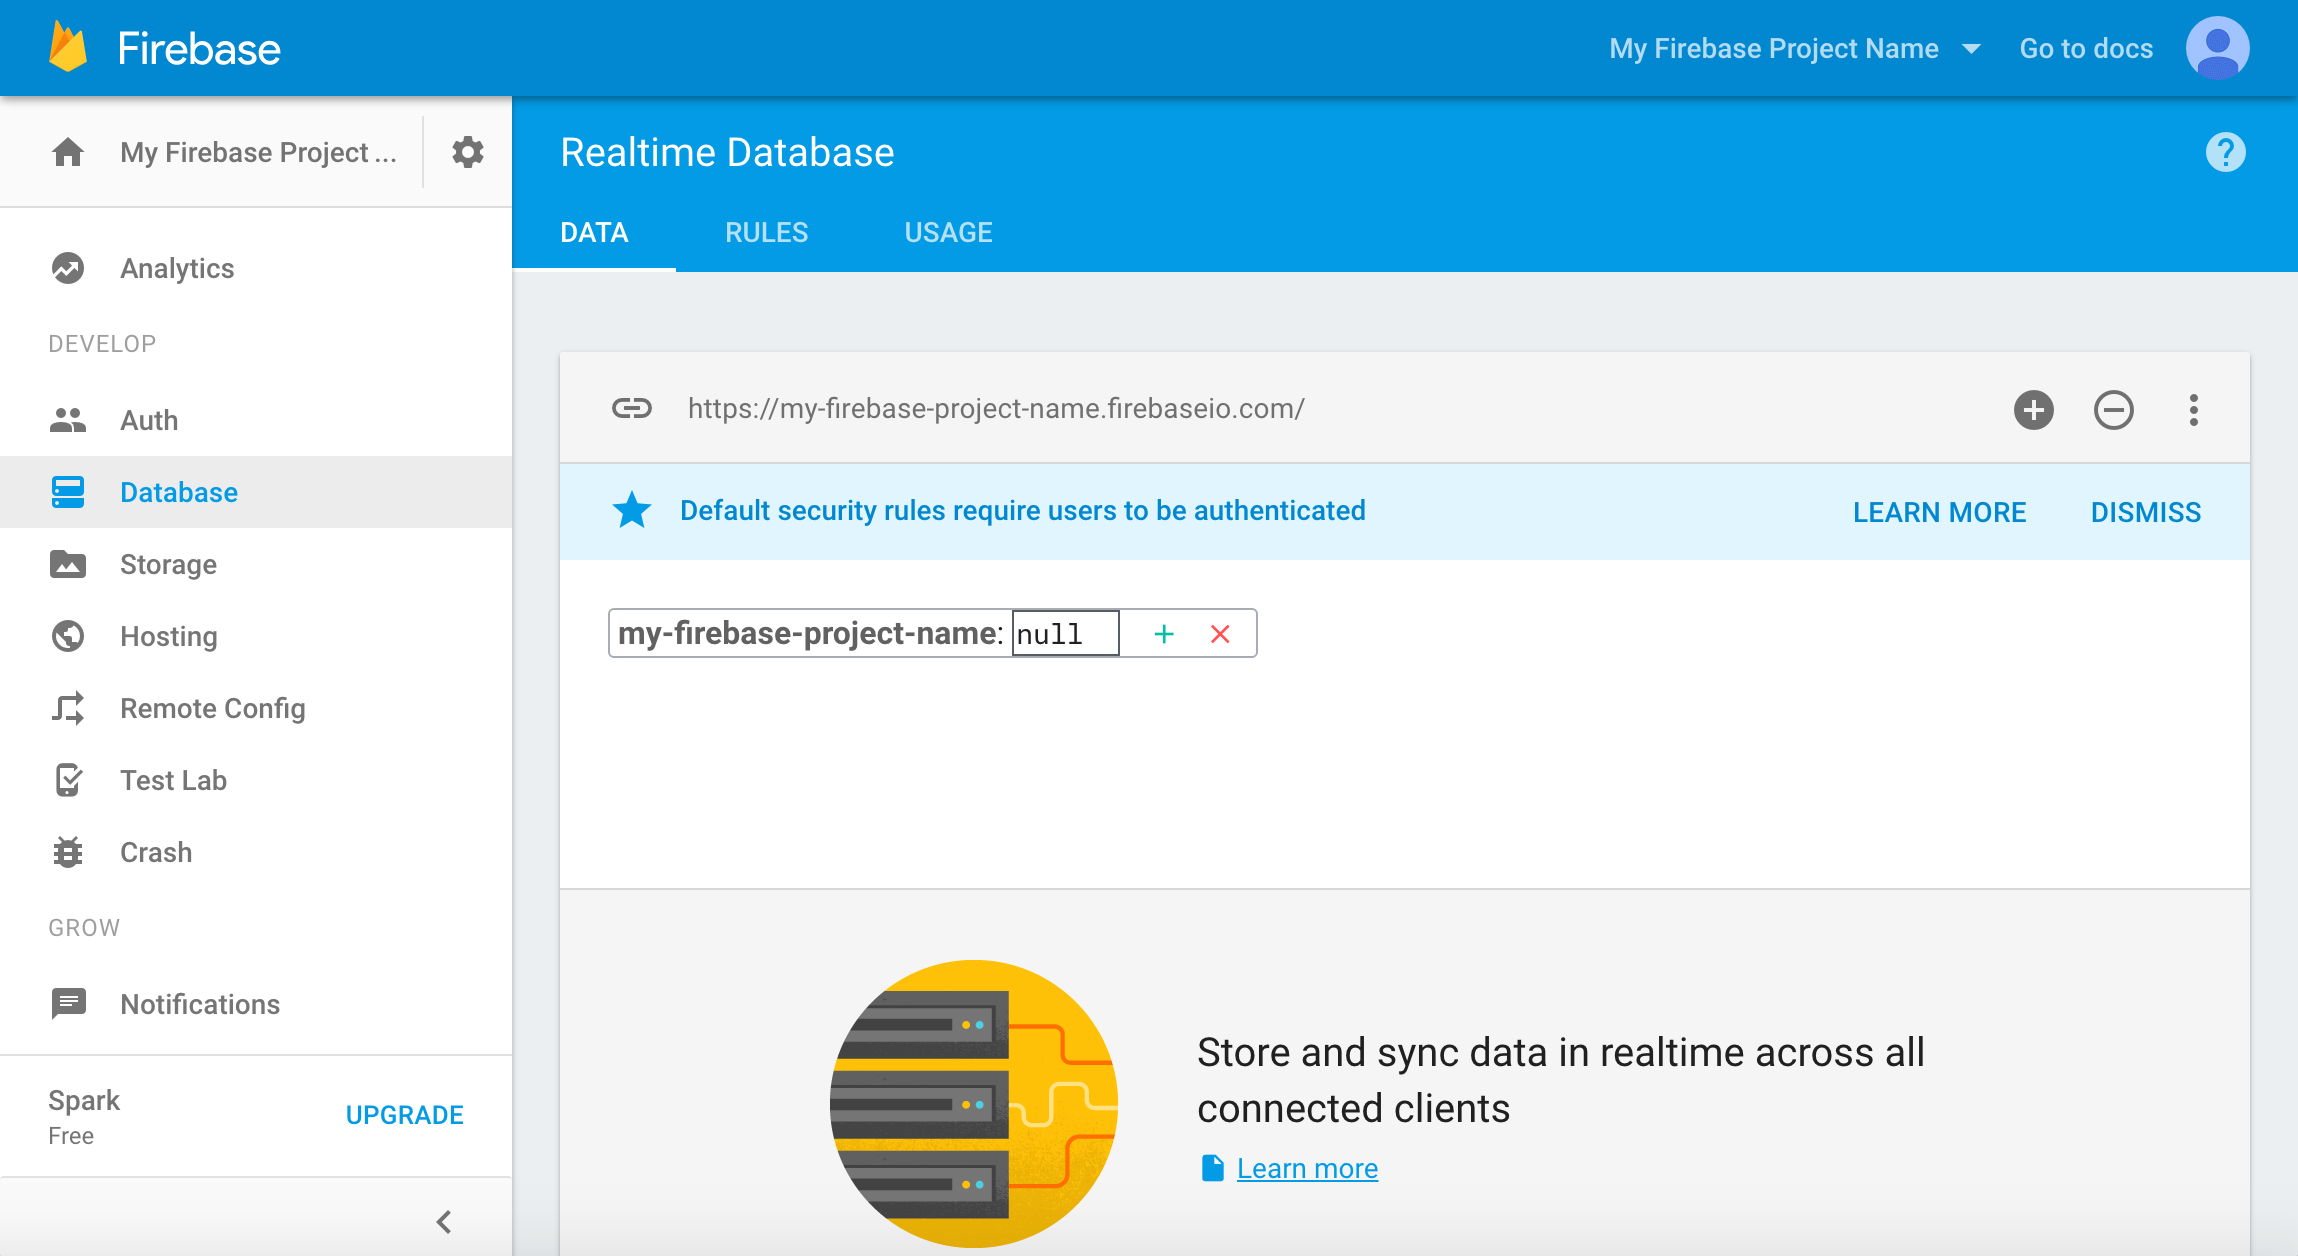 Firebase
My Firebase Project Name
Go to docs
My Firebase Project ...
Realtime Database
?
DATA RULES USAGE
Analytics
DEVELOP
Auth
Database
Storage
Hosting
Remote Config
Test Lab
Crash
GROW
Notifications
Spark
Free
UPGRADE
https://my-firebase-project-name.firebaseio.com/
Default security rules require users to be authenticated
LEARN MORE DISMISS
my-firebase-project-name: null
Store and sync data in realtime across all
connected clients
Learn more